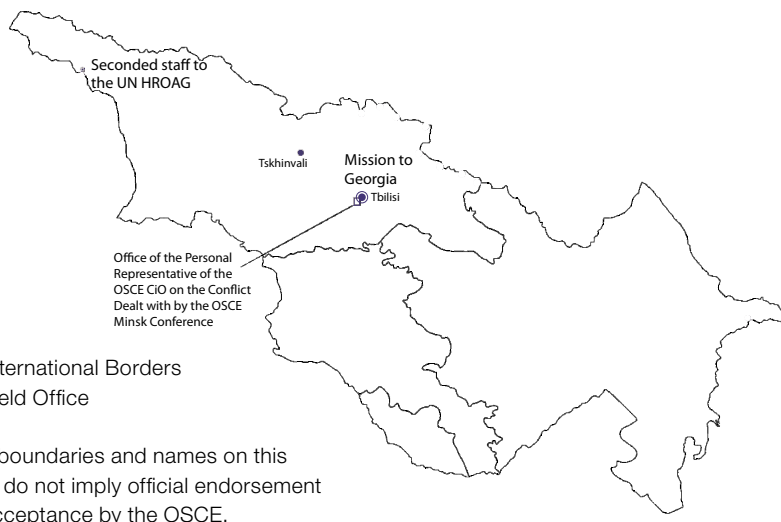 Seconded staff to
the UN HROAG
Tskhinvali
Mission to
Georgia
Tbilisi
Office of the Personal
Representative of the
OSCE CiO on the Conflict
Dealt with by the OSCE
Minsk Conference
ternational Borders
eld Office
boundaries and names on this
do not imply official endorsement
cceptance by the OSCE.